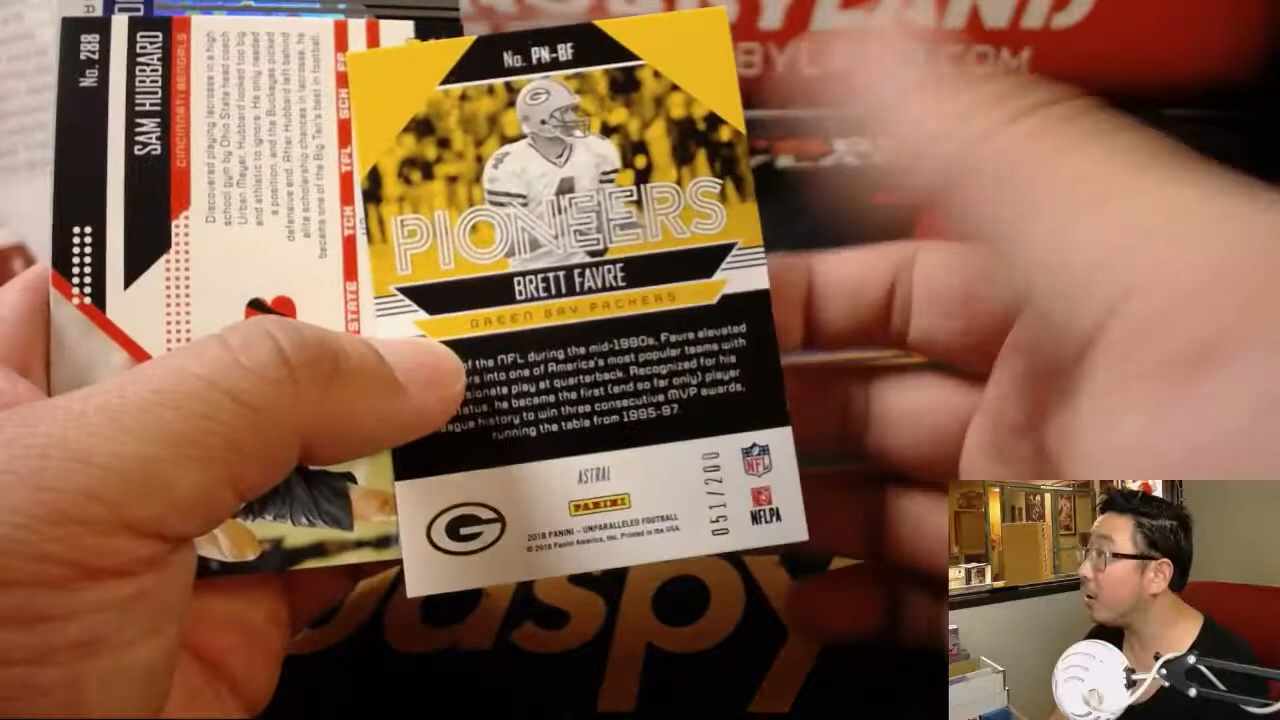 No. PN-BF
PIONEERS
BRETT FAVRE
GREEN BAY PACKERS
of the NFL during the mid-1990s, Favre elevated
into one of America's most popular teams with
play at quarterback. Recognized for his
he became the first (and so far only) player
history to win three consecutive MVP awards,
running the table from 1995-97.
ASTRAL
PANINI
2018 PANINI - UNPARALLELED FOOTBALL
© 2018 Panini America, Inc. Printed in the USA.
051/200
NFL
NFLPA
G
No. 288
SAM HUBBARD
CINCINNATI BENGALS
Discovered playing lacrosse in a high
school gym by Ohio State head coach
Urban Meyer, Hubbard looked too big
and athletic to ignore. He only needed
a position, and the Buckeyes picked
defensive end. After Hubbard left behind
elite scholarship chances in lacrosse, he
became one of the Big Ten's best in football.
STATE TCK TFL SCK